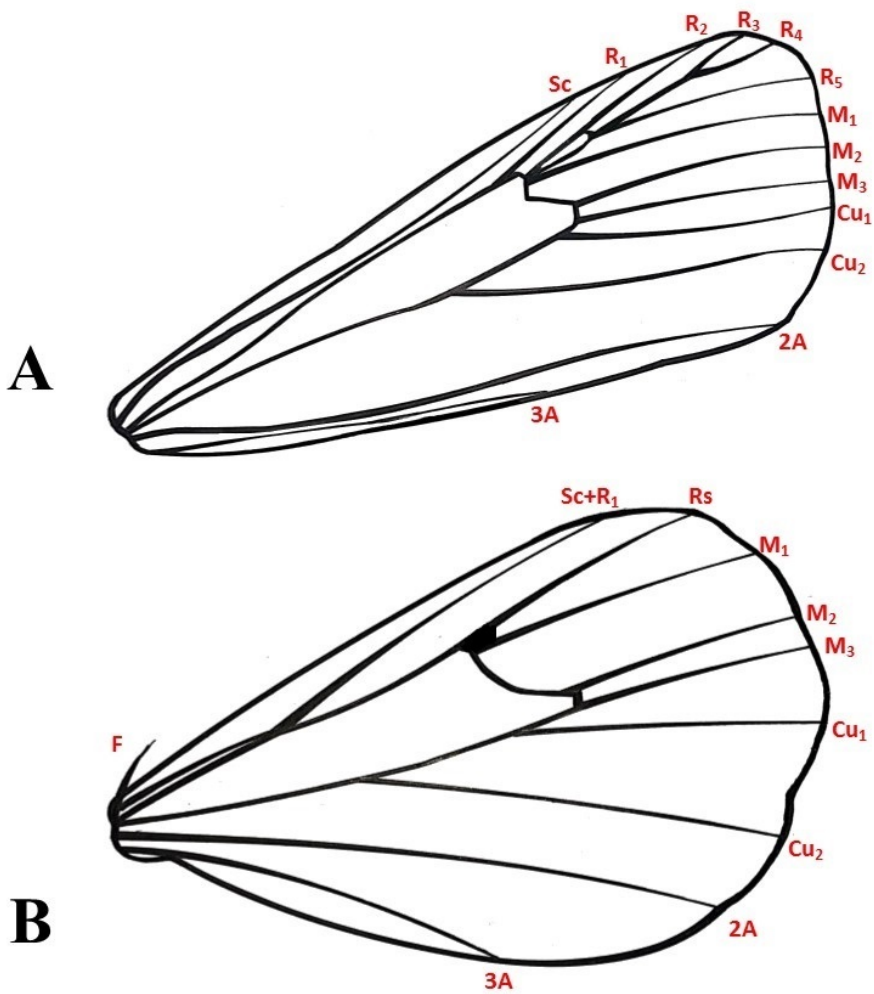 R₂
R₃
R₄
R₁
Sc
R₅
M₁
M₂
M₃
Cu₁
Cu₂
2A
3A
A
Sc+R₁
Rs
M₁
M₂
M₃
Cu₁
Cu₂
2A
3A
F
B